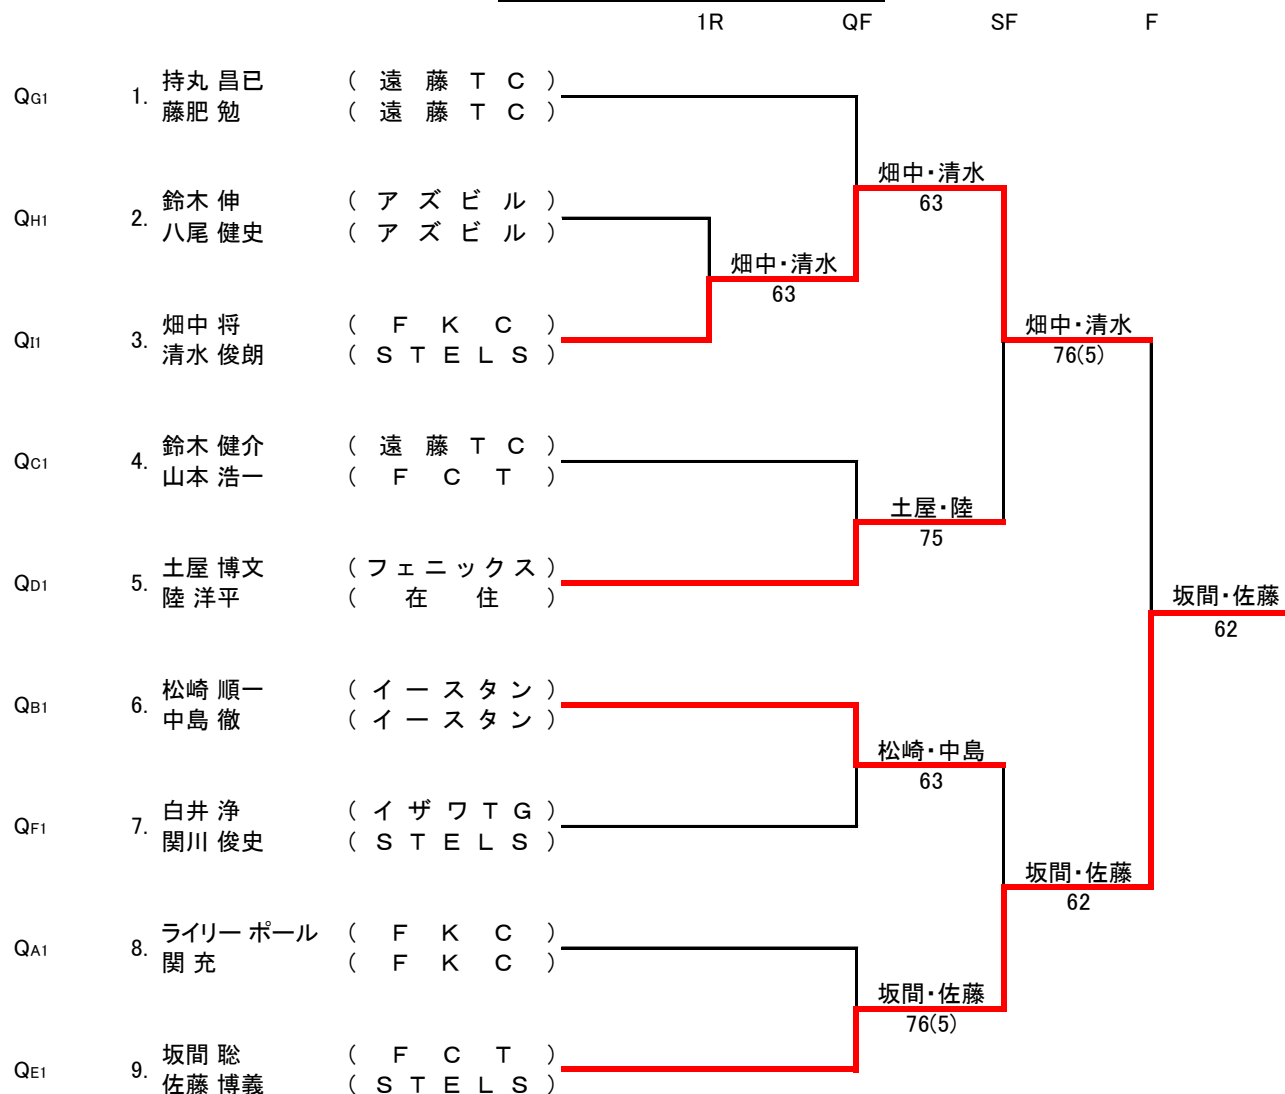 1R QF SF F
QG1 1. 持丸 昌已 ( 遠 藤 T C )
藤肥 勉 ( 遠 藤 T C )
畑中・清水
63
QH1 2. 鈴木 伸 ( ア ズ ビ ル )
八尾 健史 ( ア ズ ビ ル )
畑中・清水
63
QI1 3. 畑中 将 ( F K C )
清水 俊朗 ( S T E L S )
畑中・清水
76(5)
QC1 4. 鈴木 健介 ( 遠 藤 T C )
山本 浩一 ( F C T )
土屋・陸
75
QD1 5. 土屋 博文 ( フェニックス )
陸 洋平 ( 在 住 )
坂間・佐藤
62
QB1 6. 松崎 順一 ( イ ー ス タ ン )
中島 徹 ( イ ー ス タ ン )
松崎・中島
63
QF1 7. 白井 浄 ( イ ザ ワ T G )
関川 俊史 ( S T E L S )
坂間・佐藤
62
QA1 8. ライリー ポール ( F K C )
関 充 ( F K C )
坂間・佐藤
76(5)
QE1 9. 坂間 聡 ( F C T )
佐藤 博義 ( S T E L S )